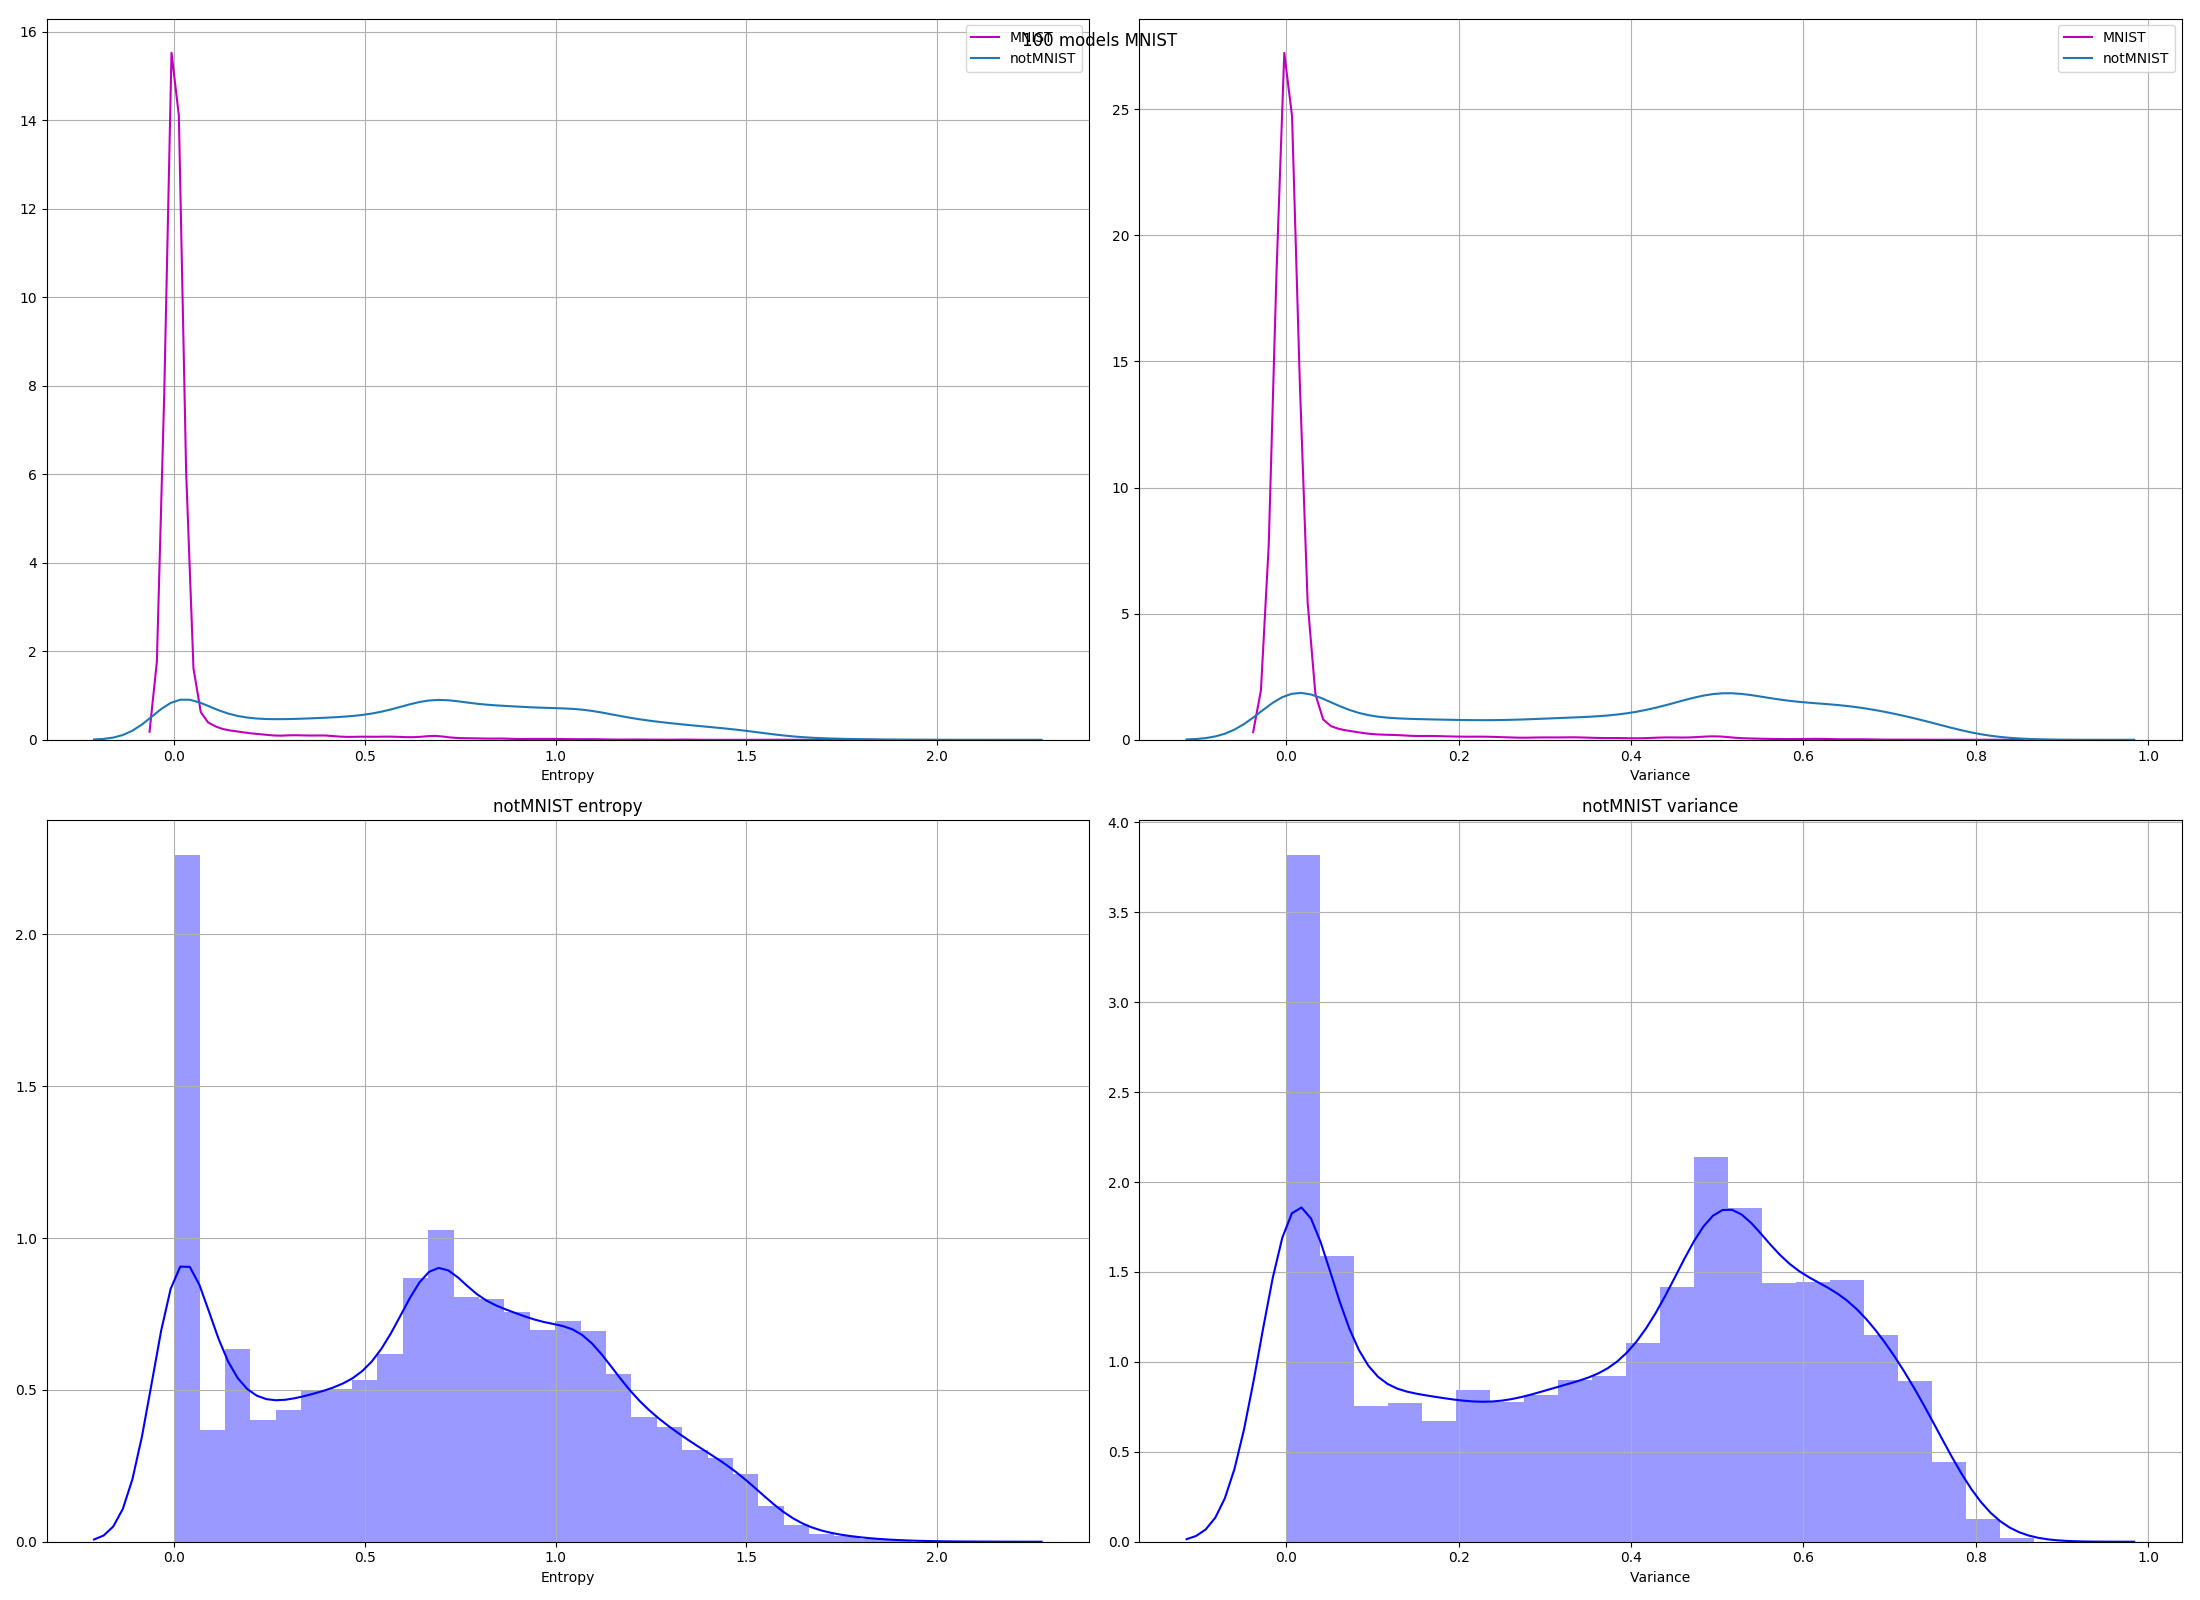 100 models MNIST
16
14
12
10
8
6
4
2
0
MNIST
notMNIST
0.0 0.5 1.0 1.5 2.0
Entropy
25
20
15
10
5
0
MNIST
notMNIST
0.0 0.2 0.4 0.6 0.8 1.0
Variance
notMNIST entropy
2.0
1.5
1.0
0.5
0.0
0.0 0.5 1.0 1.5 2.0
Entropy
notMNIST variance
4.0
3.5
3.0
2.5
2.0
1.5
1.0
0.5
0.0
0.0 0.2 0.4 0.6 0.8 1.0
Variance